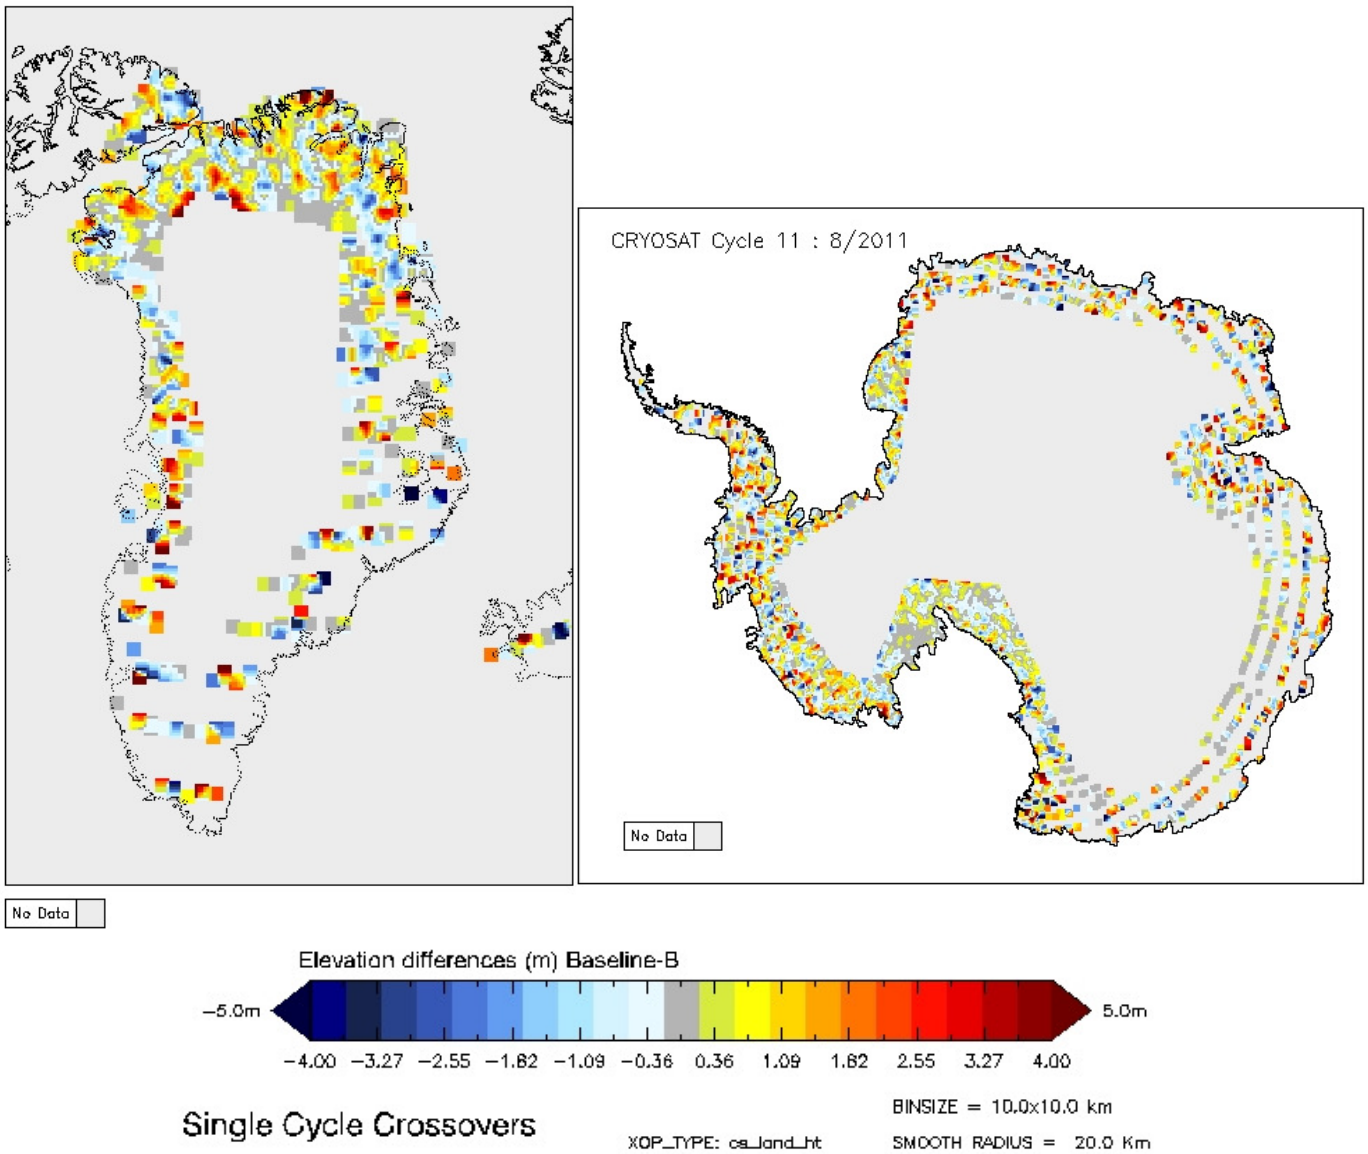 CRYOSAT Cycle 11 : 8/2011
No Data
No Data
Elevation differences (m) Baseline-B
-5.0m 5.0m
-4.00 -3.27 -2.55 -1.82 -1.09 -0.36 0.36 1.09 1.82 2.55 3.27 4.00
Single Cycle Crossovers
BINSIZE = 10.0x10.0 km
XOP_TYPE: cs_land_ht
SMOOTH RADIUS = 20.0 Km